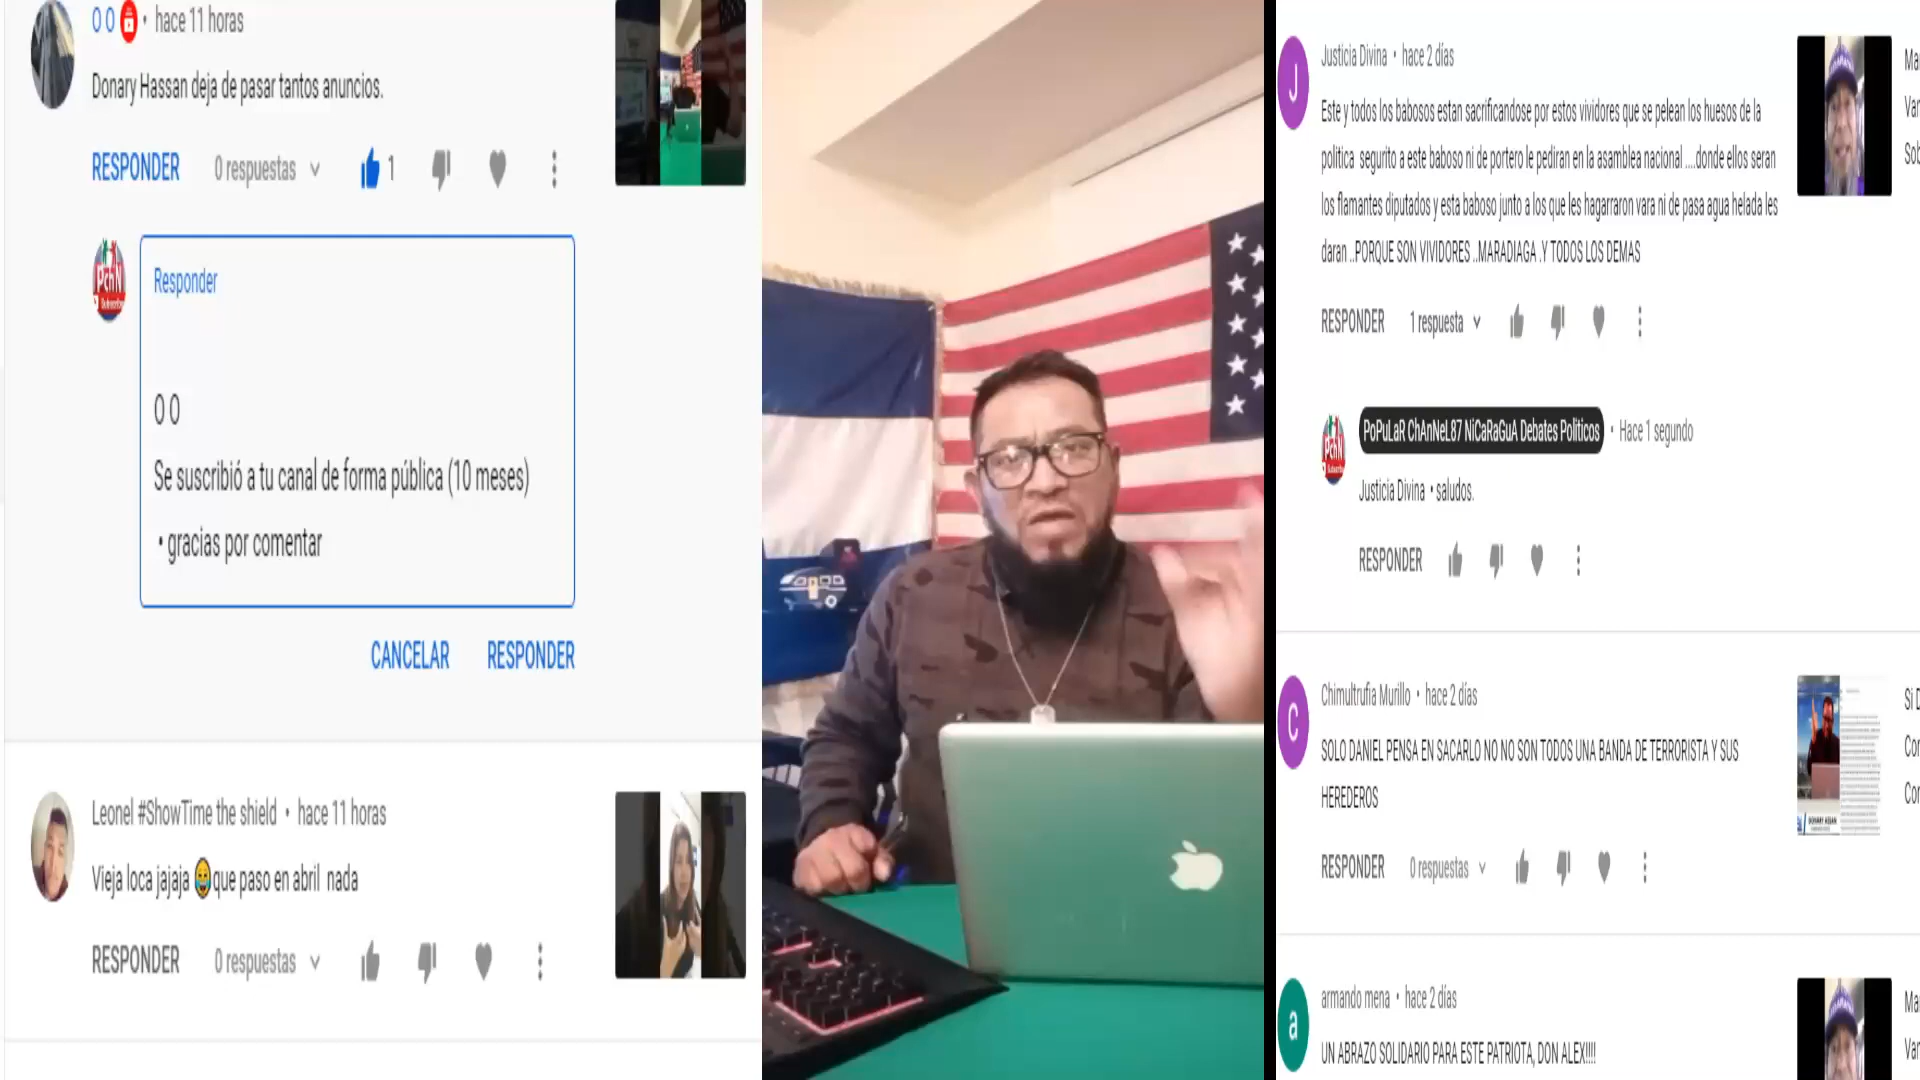 0 0 • hace 11 horas
Donary Hassan deja de pasar tantos anuncios.
RESPONDER 0 respuestas 1
PchN
Subscribe
Responder
0 0
Se suscribió a tu canal de forma pública (10 meses)
• gracias por comentar
CANCELAR RESPONDER
Leonel #ShowTime the shield • hace 11 horas
Vieja loca jajaja 😂que paso en abril nada
RESPONDER 0 respuestas
J
Justicia Divina • hace 2 días
Este y todos los babosos estan sacrificandose por estos vividores que se pelean los huesos de la
politica segurito a este baboso ni de portero le pediran en la asamblea nacional ....donde ellos seran
los flamantes diputados y esta baboso junto a los que les hagarraron vara ni de pasa agua helada les
daran ..PORQUE SON VIVIDORES ..MARADIAGA .Y TODOS LOS DEMAS
RESPONDER 1 respuesta
PchN
PoPuLaR ChAnNeL87 NiCaRaGuA Debates Politicos • Hace 1 segundo
Justicia Divina • saludos.
RESPONDER
C
Chimultrufia Murillo • hace 2 días
SOLO DANIEL PENSA EN SACARLO NO NO SON TODOS UNA BANDA DE TERRORISTA Y SUS
HEREDEROS
RESPONDER 0 respuestas
a
armando mena • hace 2 días
UN ABRAZO SOLIDARIO PARA ESTE PATRIOTA, DON ALEX!!!!